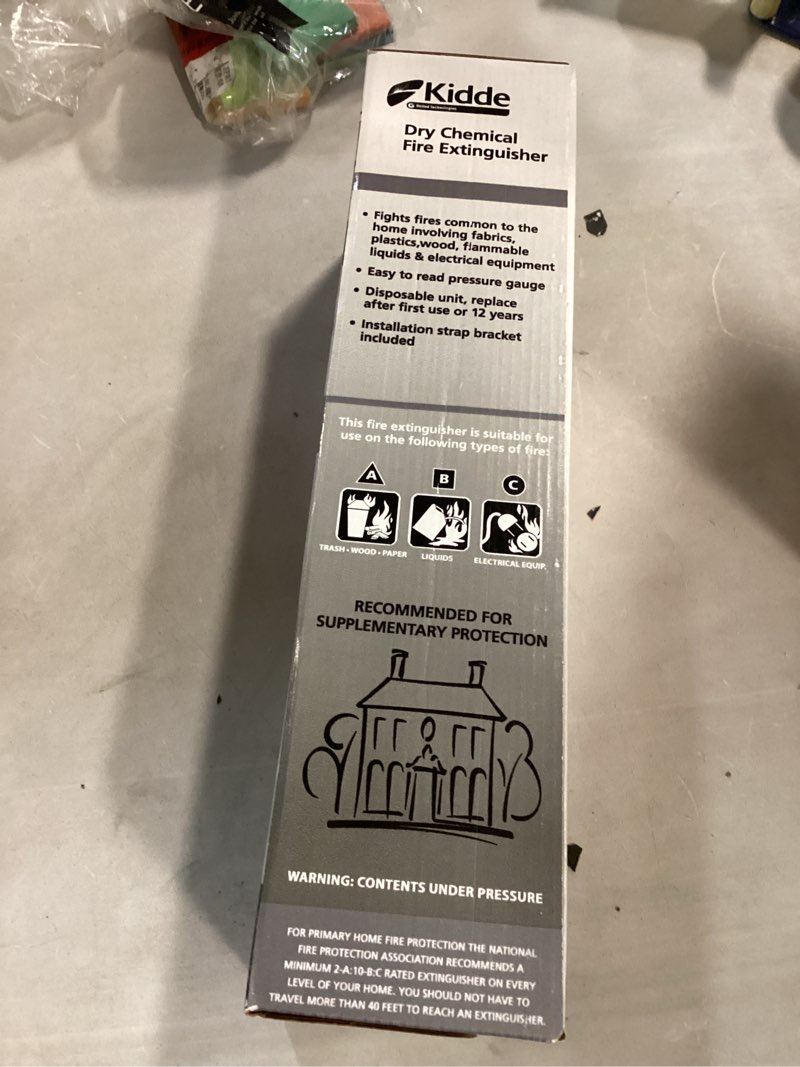 Kidde
United Technologies
Dry Chemical
Fire Extinguisher
• Fights fires common to the
home involving fabrics,
plastics,wood, flammable
liquids & electrical equipment
• Easy to read pressure gauge
• Disposable unit, replace
after first use or 12 years
• Installation strap bracket
included
This fire extinguisher is suitable for
use on the following types of fire:
A B C
TRASH • WOOD • PAPER LIQUIDS ELECTRICAL EQUIP.
RECOMMENDED FOR
SUPPLEMENTARY PROTECTION
WARNING: CONTENTS UNDER PRESSURE
FOR PRIMARY HOME FIRE PROTECTION THE NATIONAL
FIRE PROTECTION ASSOCIATION RECOMMENDS A
MINIMUM 2-A:10-B:C RATED EXTINGUISHER ON EVERY
LEVEL OF YOUR HOME. YOU SHOULD NOT HAVE TO
TRAVEL MORE THAN 40 FEET TO REACH AN EXTINGUISHER.